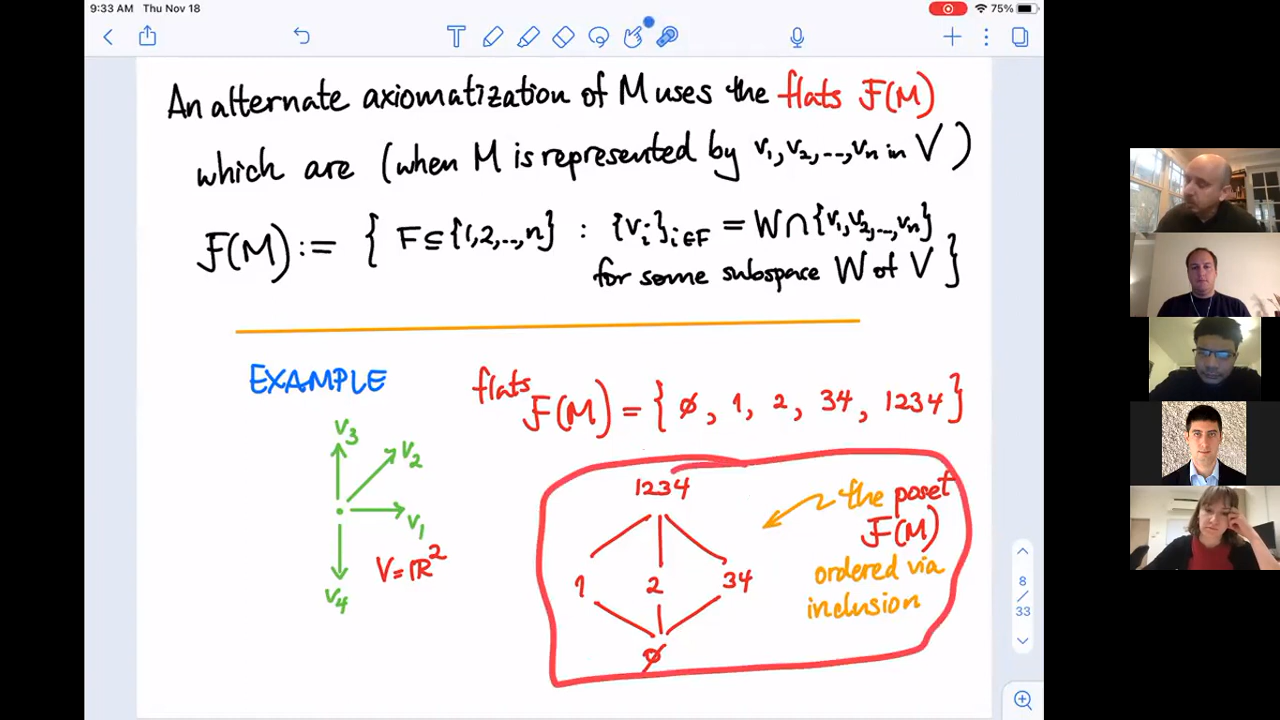 9:33 AM Thu Nov 18
75%
An alternate axiomatization of M uses the flats F(M)
which are (when M is represented by v₁,v₂,...,vₙ in V)
F(M) := { F⊆{1,2,...,n} : {vᵢ}ᵢ∈F = W∩{v₁,v₂,...,vₙ}
for some subspace W of V }
EXAMPLE
flats
F(M) = { ∅, 1, 2, 34, 1234 }
v₃
v₂
v₁
v₄
V=ℝ²
1234
1 2 34
∅
the poset
F(M)
ordered via
inclusion
8
/
33